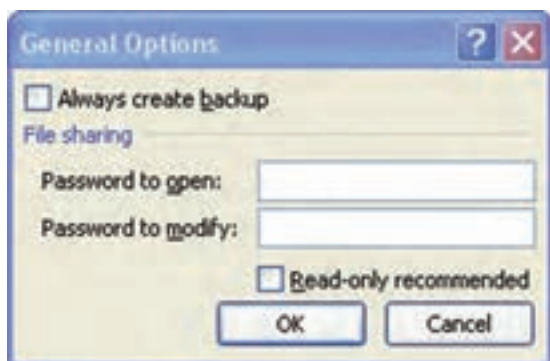 General Options ?
Always create backup
File sharing
Password to open:
Password to modify:
Read-only recommended
OK Cancel